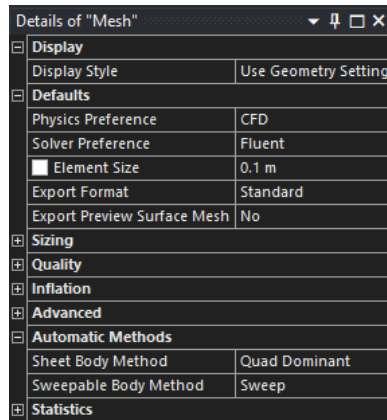 Details of "Mesh"
Display
Display Style Use Geometry Setting
Defaults
Physics Preference CFD
Solver Preference Fluent
Element Size 0.1 m
Export Format Standard
Export Preview Surface Mesh No
Sizing
Quality
Inflation
Advanced
Automatic Methods
Sheet Body Method Quad Dominant
Sweepable Body Method Sweep
Statistics